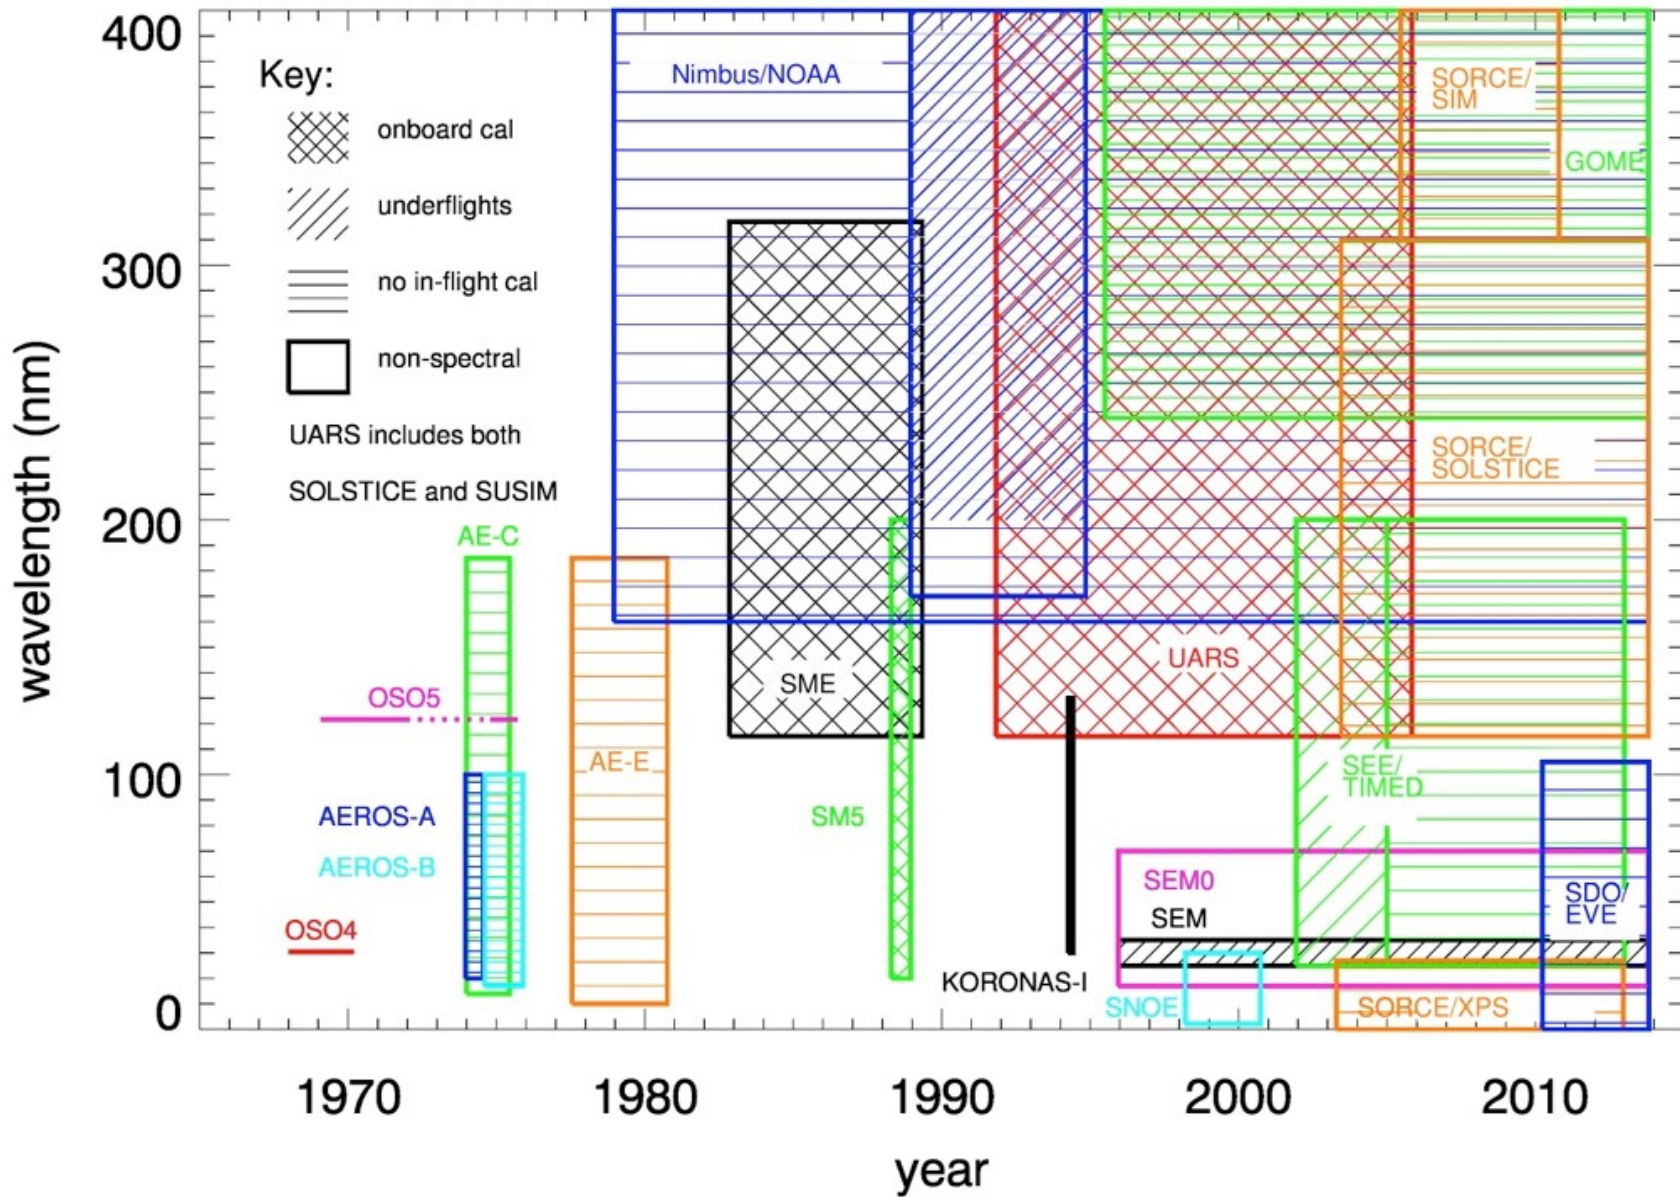 400
300
200
100
0
wavelength (nm)
Key:
onboard cal
underflights
no in-flight cal
non-spectral
UARS includes both
SOLSTICE and SUSIM
Nimbus/NOAA
SORCE/
SIM
GOME
SORCE/
SOLSTICE
AE-C
OSO5
AE-E
SME
UARS
AEROS-A
AEROS-B
SM5
SEE/
TIMED
OSO4
SEM0
SEM
SDO/
EVE
KORONAS-I
SNOE
SORCE/XPS
1970
1980
1990
2000
2010
year